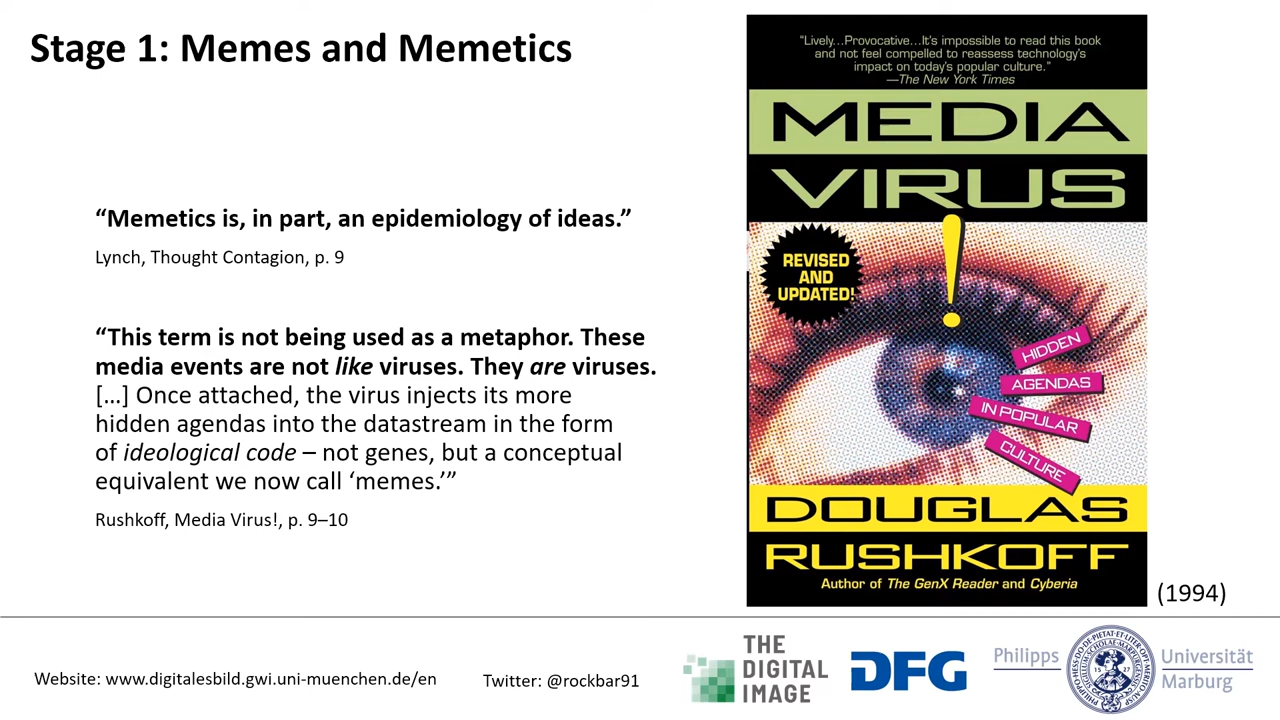 Stage 1: Memes and Memetics
“Memetics is, in part, an epidemiology of ideas.”
Lynch, Thought Contagion, p. 9
“This term is not being used as a metaphor. These
media events are not like viruses. They are viruses.
[…] Once attached, the virus injects its more
hidden agendas into the datastream in the form
of ideological code – not genes, but a conceptual
equivalent we now call ‘memes.’”
Rushkoff, Media Virus!, p. 9–10
“Lively...Provocative...It's impossible to read this book
and not feel compelled to reassess technology's
impact on today's popular culture.”
—The New York Times
MEDIA
VIRUS
!
REVISED
AND
UPDATED!
HIDDEN
AGENDAS
IN POPULAR
CULTURE
DOUGLAS
RUSHKOFF
Author of The GenX Reader and Cyberia
(1994)
Website: www.digitalesbild.gwi.uni-muenchen.de/en
Twitter: @rockbar91
THE
DIGITAL
IMAGE
DFG
Philipps
Universität
Marburg
15 27